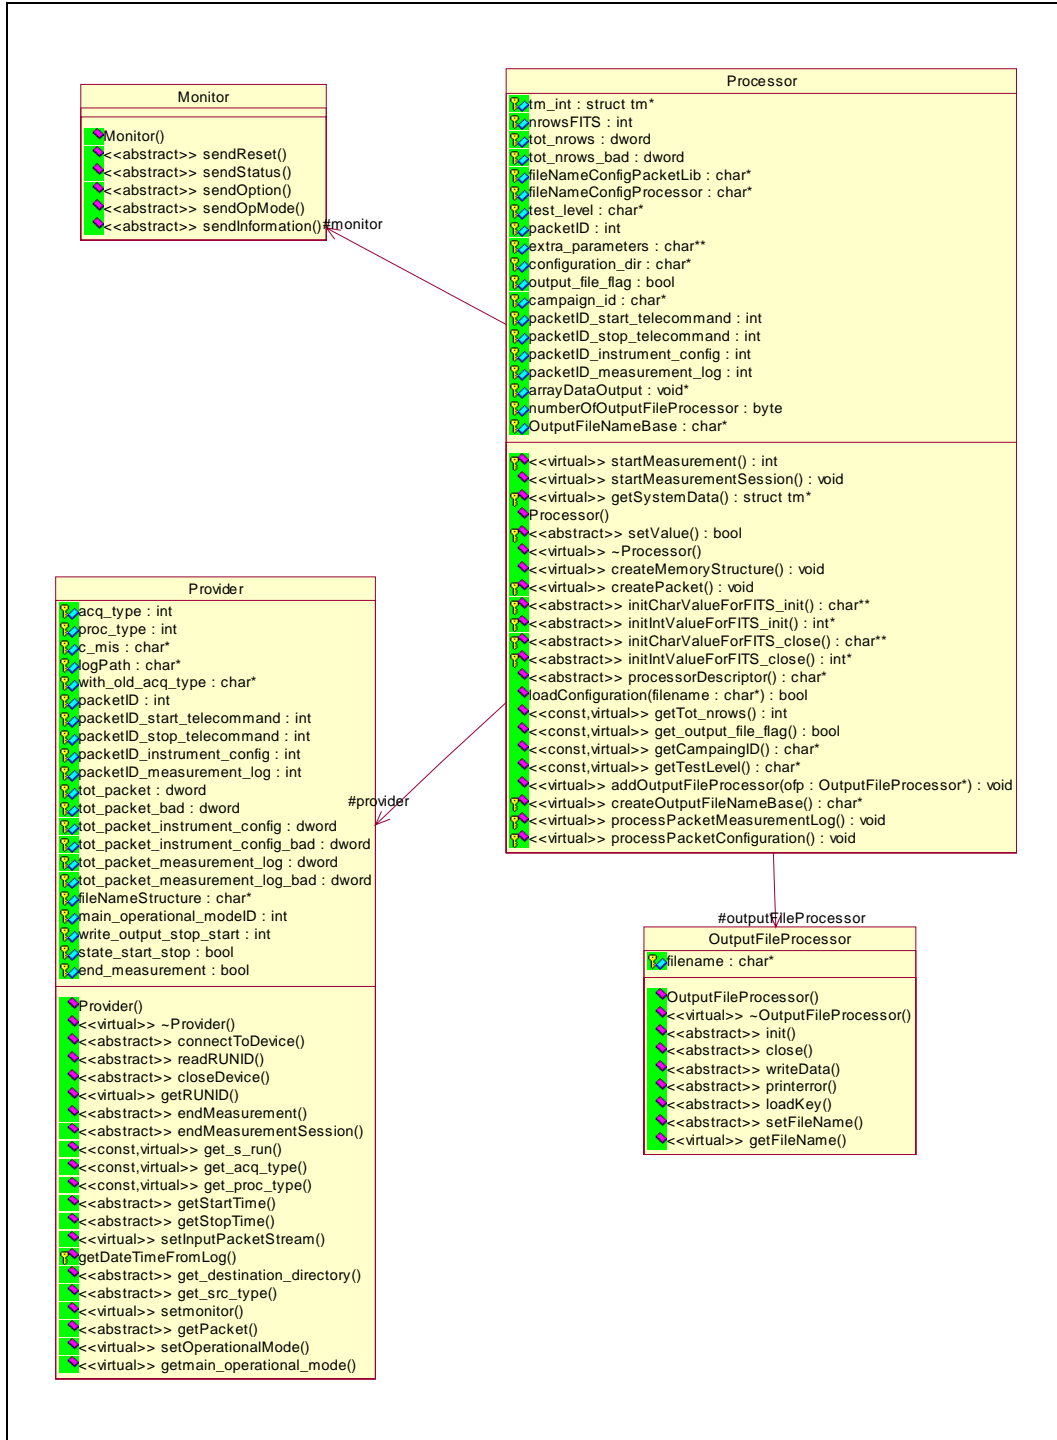 Monitor
Monitor()
<<abstract>> sendReset()
<<abstract>> sendStatus()
<<abstract>> sendOption()
<<abstract>> sendOpMode()
<<abstract>> sendInformation()
#monitor
Processor
tm_int : struct tm*
nrowsFITS : int
tot_nrows : dword
tot_nrows_bad : dword
fileNameConfigPacketLib : char*
fileNameConfigProcessor : char*
test_level : char*
packetID : int
extra_parameters : char**
configuration_dir : char*
output_file_flag : bool
campaign_id : char*
packetID_start_telecommand : int
packetID_stop_telecommand : int
packetID_instrument_config : int
packetID_measurement_log : int
arrayDataOutput : void*
numberOfOutputFileProcessor : byte
OutputFileNameBase : char*
<<virtual>> startMeasurement() : int
<<virtual>> startMeasurementSession() : void
<<virtual>> getSystemData() : struct tm*
Processor()
<<abstract>> setValue() : bool
<<virtual>> ~Processor()
<<virtual>> createMemoryStructure() : void
<<virtual>> createPacket() : void
<<abstract>> initCharValueForFITS_init() : char**
<<abstract>> initIntValueForFITS_init() : int*
<<abstract>> initCharValueForFITS_close() : char**
<<abstract>> initIntValueForFITS_close() : int*
<<abstract>> processorDescriptor() : char*
loadConfiguration(filename : char*) : bool
<<const,virtual>> getTot_nrows() : int
<<const,virtual>> get_output_file_flag() : bool
<<const,virtual>> getCampaingID() : char*
<<const,virtual>> getTestLevel() : char*
<<virtual>> addOutputFileProcessor(ofp : OutputFileProcessor*) : void
<<virtual>> createOutputFileNameBase() : char*
<<virtual>> processPacketMeasurementLog() : void
<<virtual>> processPacketConfiguration() : void
Provider
acq_type : int
proc_type : int
c_mis : char*
logPath : char*
with_old_acq_type : char*
packetID : int
packetID_start_telecommand : int
packetID_stop_telecommand : int
packetID_instrument_config : int
packetID_measurement_log : int
tot_packet : dword
tot_packet_bad : dword
tot_packet_instrument_config : dword
tot_packet_instrument_config_bad : dword
tot_packet_measurement_log : dword
tot_packet_measurement_log_bad : dword
fileNameStructure : char*
main_operational_modeID : int
write_output_stop_start : int
state_start_stop : bool
end_measurement : bool
Provider()
<<virtual>> ~Provider()
<<abstract>> connectToDevice()
<<abstract>> readRUNID()
<<abstract>> closeDevice()
<<virtual>> getRUNID()
<<abstract>> endMeasurement()
<<abstract>> endMeasurementSession()
<<const,virtual>> get_s_run()
<<const,virtual>> get_acq_type()
<<const,virtual>> get_proc_type()
<<abstract>> getStartTime()
<<abstract>> getStopTime()
<<virtual>> setInputPacketStream()
getDateTimeFromLog()
<<abstract>> get_destination_directory()
<<abstract>> get_src_type()
<<virtual>> setmonitor()
<<abstract>> getPacket()
<<virtual>> setOperationalMode()
<<virtual>> getmain_operational_mode()
#provider
#outputFileProcessor
OutputFileProcessor
filename : char*
OutputFileProcessor()
<<virtual>> ~OutputFileProcessor()
<<abstract>> init()
<<abstract>> close()
<<abstract>> writeData()
<<abstract>> printerror()
<<abstract>> loadKey()
<<abstract>> setFileName()
<<virtual>> getFileName()